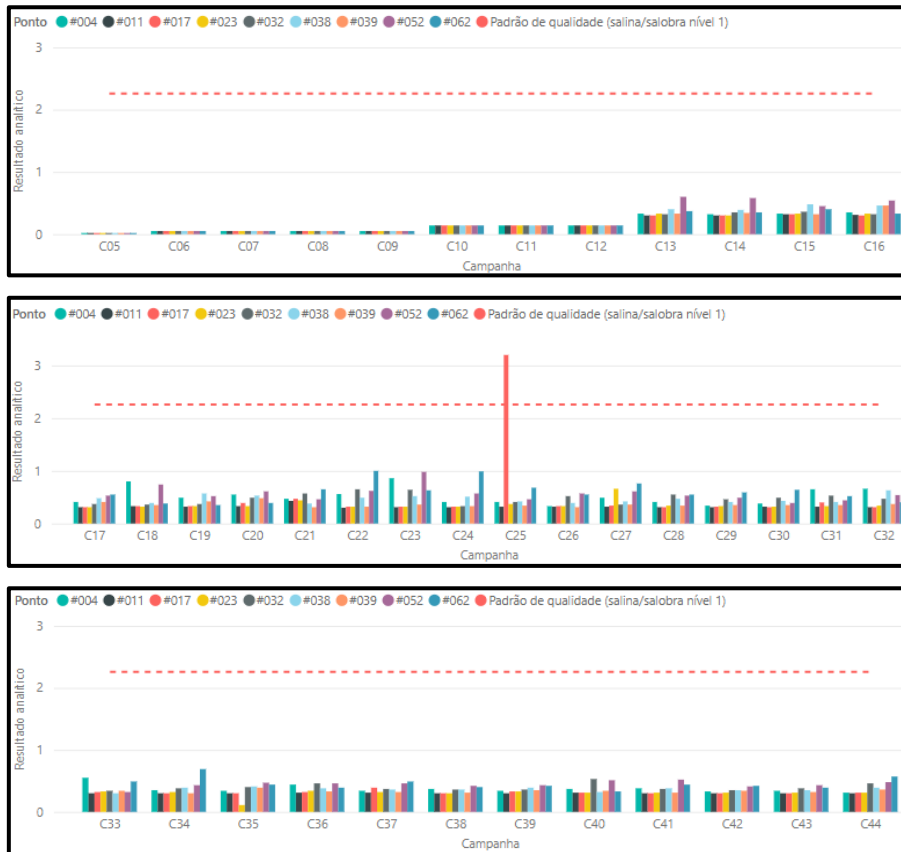 Ponto #004 #011 #017 #023 #032 #038 #039 #052 #062 Padrão de qualidade (salina/salobra nível 1)
3
2
1
0
Resultado analítico
C05 C06 C07 C08 C09 C10 C11 C12 C13 C14 C15 C16
Campanha
Ponto #004 #011 #017 #023 #032 #038 #039 #052 #062 Padrão de qualidade (salina/salobra nível 1)
3
2
1
0
Resultado analítico
C17 C18 C19 C20 C21 C22 C23 C24 C25 C26 C27 C28 C29 C30 C31 C32
Campanha
Ponto #004 #011 #017 #023 #032 #038 #039 #052 #062 Padrão de qualidade (salina/salobra nível 1)
3
2
1
0
Resultado analítico
C33 C34 C35 C36 C37 C38 C39 C40 C41 C42 C43 C44
Campanha